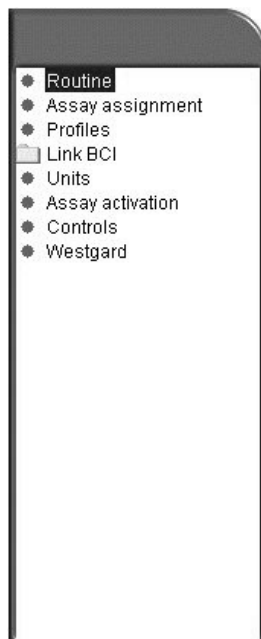 Routine
Assay assignment
Profiles
Link BCI
Units
Assay activation
Controls
Westgard